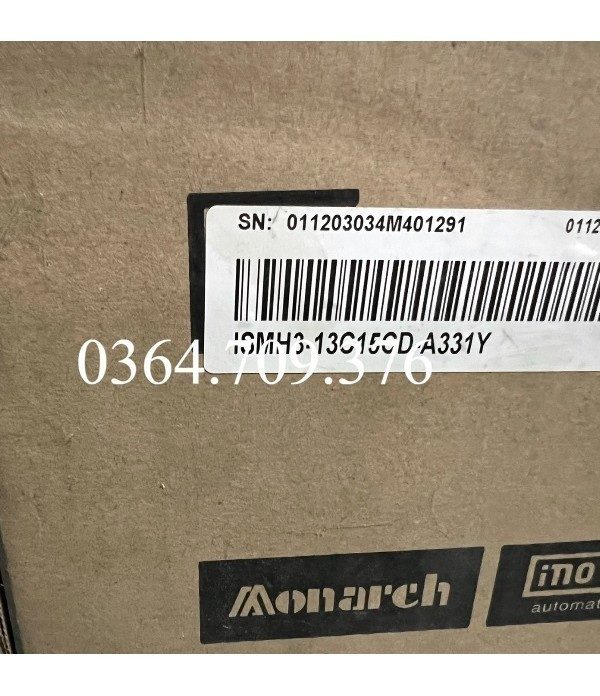 SN: 011203034M401291 0112
ISMH3-13C15CD-A331Y
0364.709.376
Monarch
ino
automat